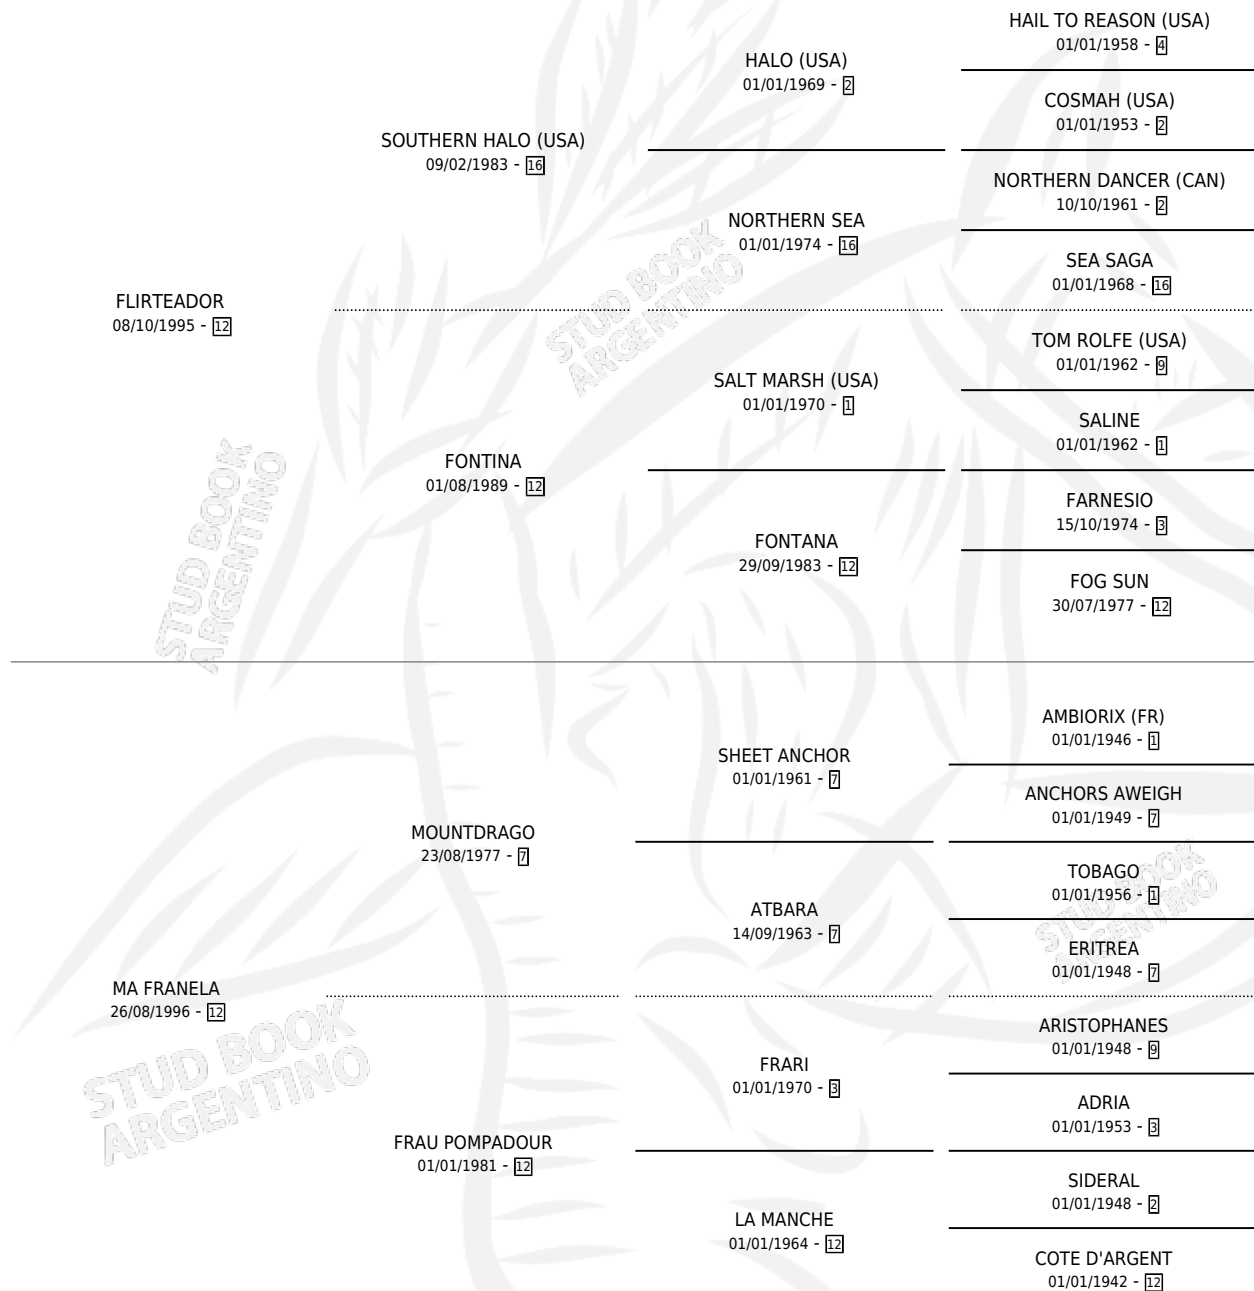 HAIL TO REASON (USA)
01/01/1958 - 4
HALO (USA)
01/01/1969 - 2
COSMAH (USA)
01/01/1953 - 2
SOUTHERN HALO (USA)
09/02/1983 - 16
NORTHERN DANCER (CAN)
10/10/1961 - 2
NORTHERN SEA
01/01/1974 - 16
SEA SAGA
01/01/1968 - 16
FLIRTEADOR
08/10/1995 - 12
STUD BOOK
ARGENTINO
TOM ROLFE (USA)
01/01/1962 - 9
SALT MARSH (USA)
01/01/1970 - 1
SALINE
01/01/1962 - 1
FONTINA
01/08/1989 - 12
FARNESIO
15/10/1974 - 3
FONTANA
29/09/1983 - 12
FOG SUN
30/07/1977 - 12
STUD BOOK
ARGENTINO
AMBIORIX (FR)
01/01/1946 - 1
SHEET ANCHOR
01/01/1961 - 7
ANCHORS AWEIGH
01/01/1949 - 7
MOUNTDRAGO
23/08/1977 - 7
TOBAGO
01/01/1956 - 1
ATBARA
14/09/1963 - 7
ERITREA
01/01/1948 - 7
STUD BOOK
ARGENTINO
MA FRANELA
26/08/1996 - 12
ARISTOPHANES
01/01/1948 - 9
FRARI
01/01/1970 - 3
ADRIA
01/01/1953 - 3
STUD BOOK
ARGENTINO
FRAU POMPADOUR
01/01/1981 - 12
SIDERAL
01/01/1948 - 2
LA MANCHE
01/01/1964 - 12
COTE D'ARGENT
01/01/1942 - 12